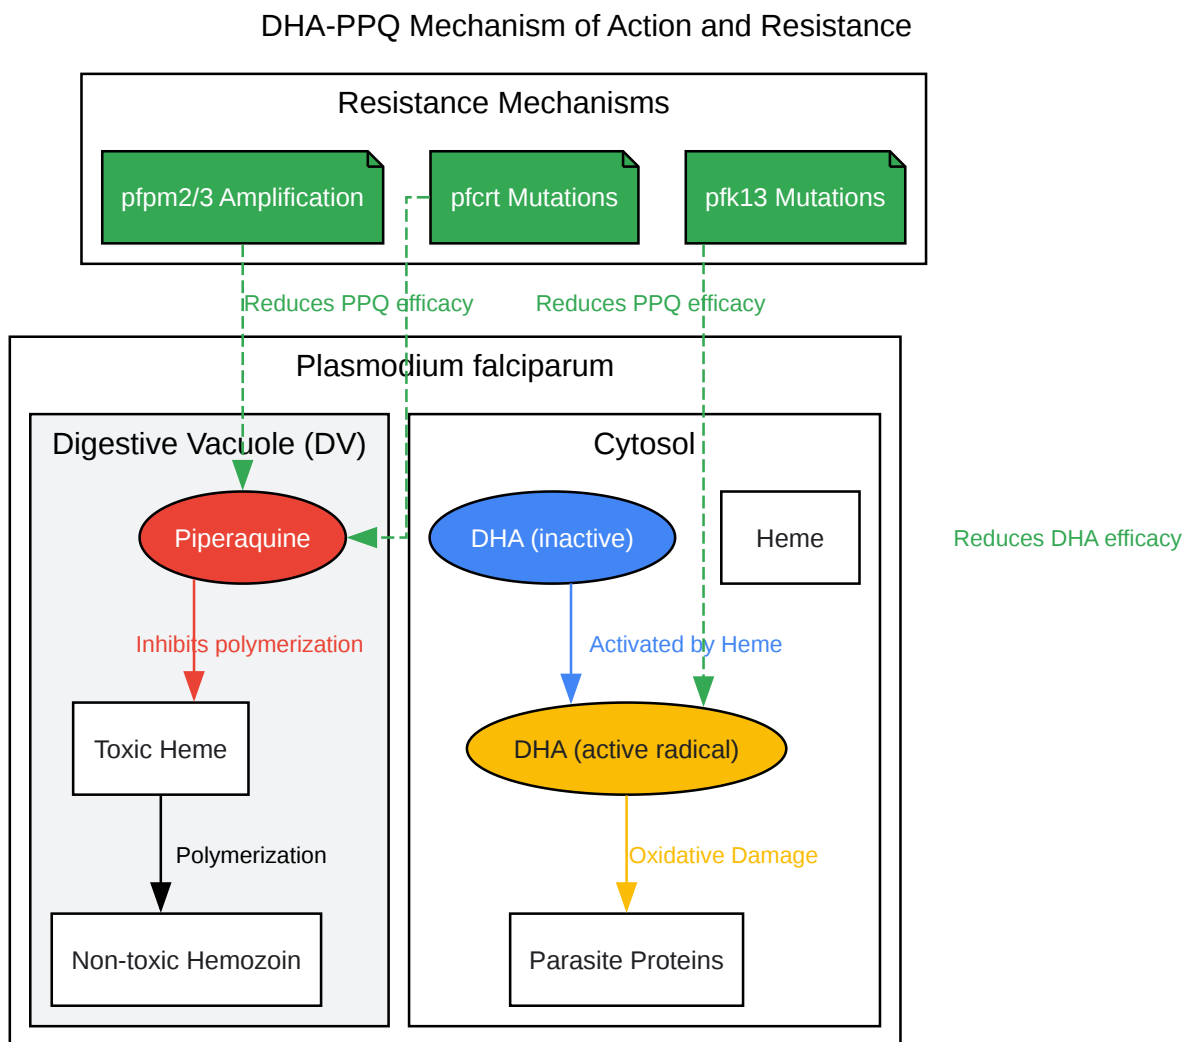 DHA-PPQ Mechanism of Action and Resistance
Resistance Mechanisms
pfpm2/3 Amplification
pfcrt Mutations
pfk13 Mutations
Reduces PPQ efficacy
Reduces PPQ efficacy
Plasmodium falciparum
Digestive Vacuole (DV)
Cytosol
Piperaquine
DHA (inactive)
Heme
Reduces DHA efficacy
Inhibits polymerization
Activated by Heme
Toxic Heme
DHA (active radical)
Polymerization
Oxidative Damage
Non-toxic Hemozoin
Parasite Proteins